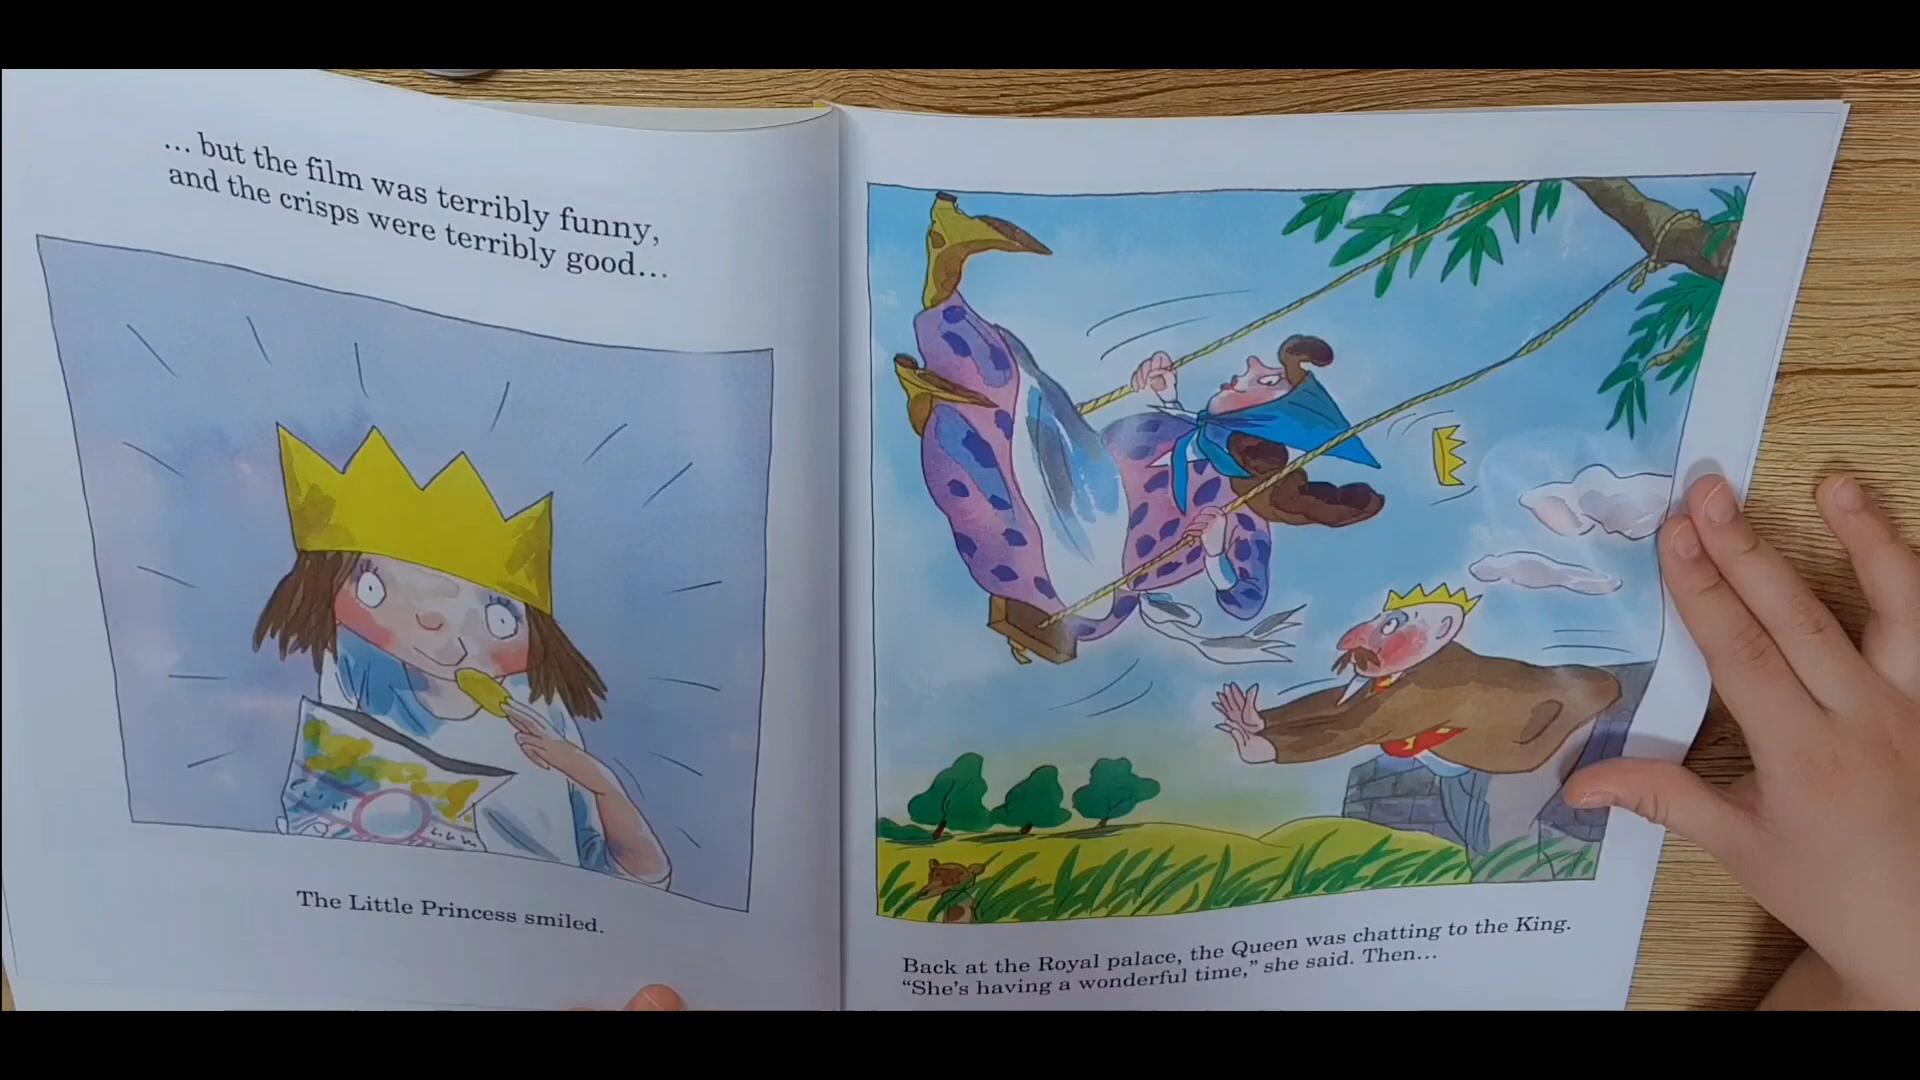 … but the film was terribly funny,
and the crisps were terribly good…
The Little Princess smiled.
Back at the Royal palace, the Queen was chatting to the King.
“She’s having a wonderful time,” she said. Then…